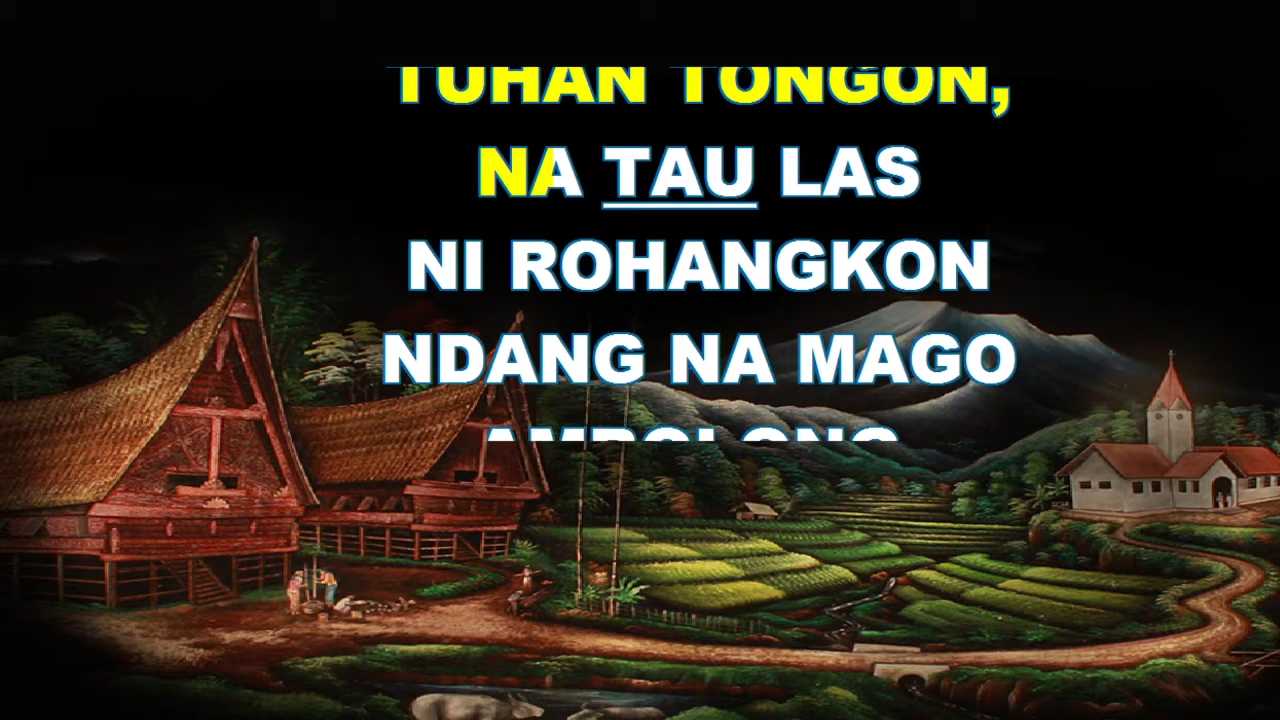 TUHAN TONGON,
NA TAU LAS
NI ROHANGKON
NDANG NA MAGO